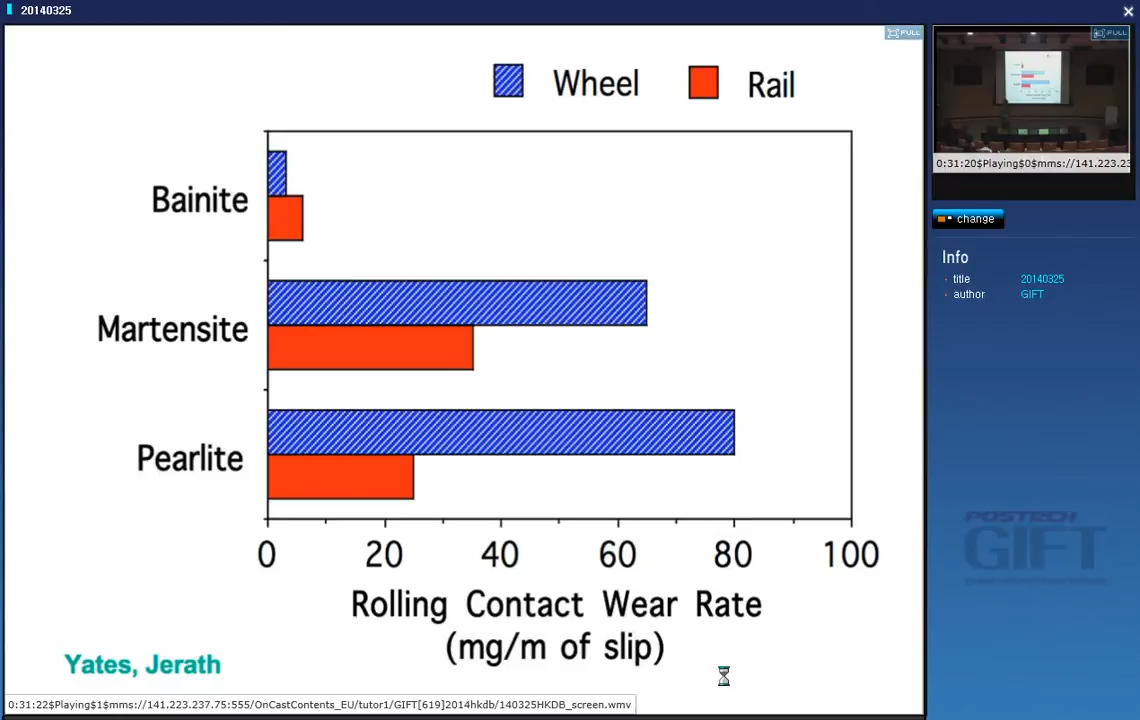 20140325
FULL
Wheel
Rail
Bainite
Martensite
Pearlite
0 20 40 60 80 100
Rolling Contact Wear Rate
(mg/m of slip)
Yates, Jerath
0:31:22$Playing$1$mms://141.223.237.75:555/OnCastContents_EU/tutor1/GIFT[619]2014hkdb/140325HKDB_screen.wmv
FULL
0:31:20$Playing$0$mms://141.223.23
change
Info
title 20140325
author GIFT
POSTECH
GIFT